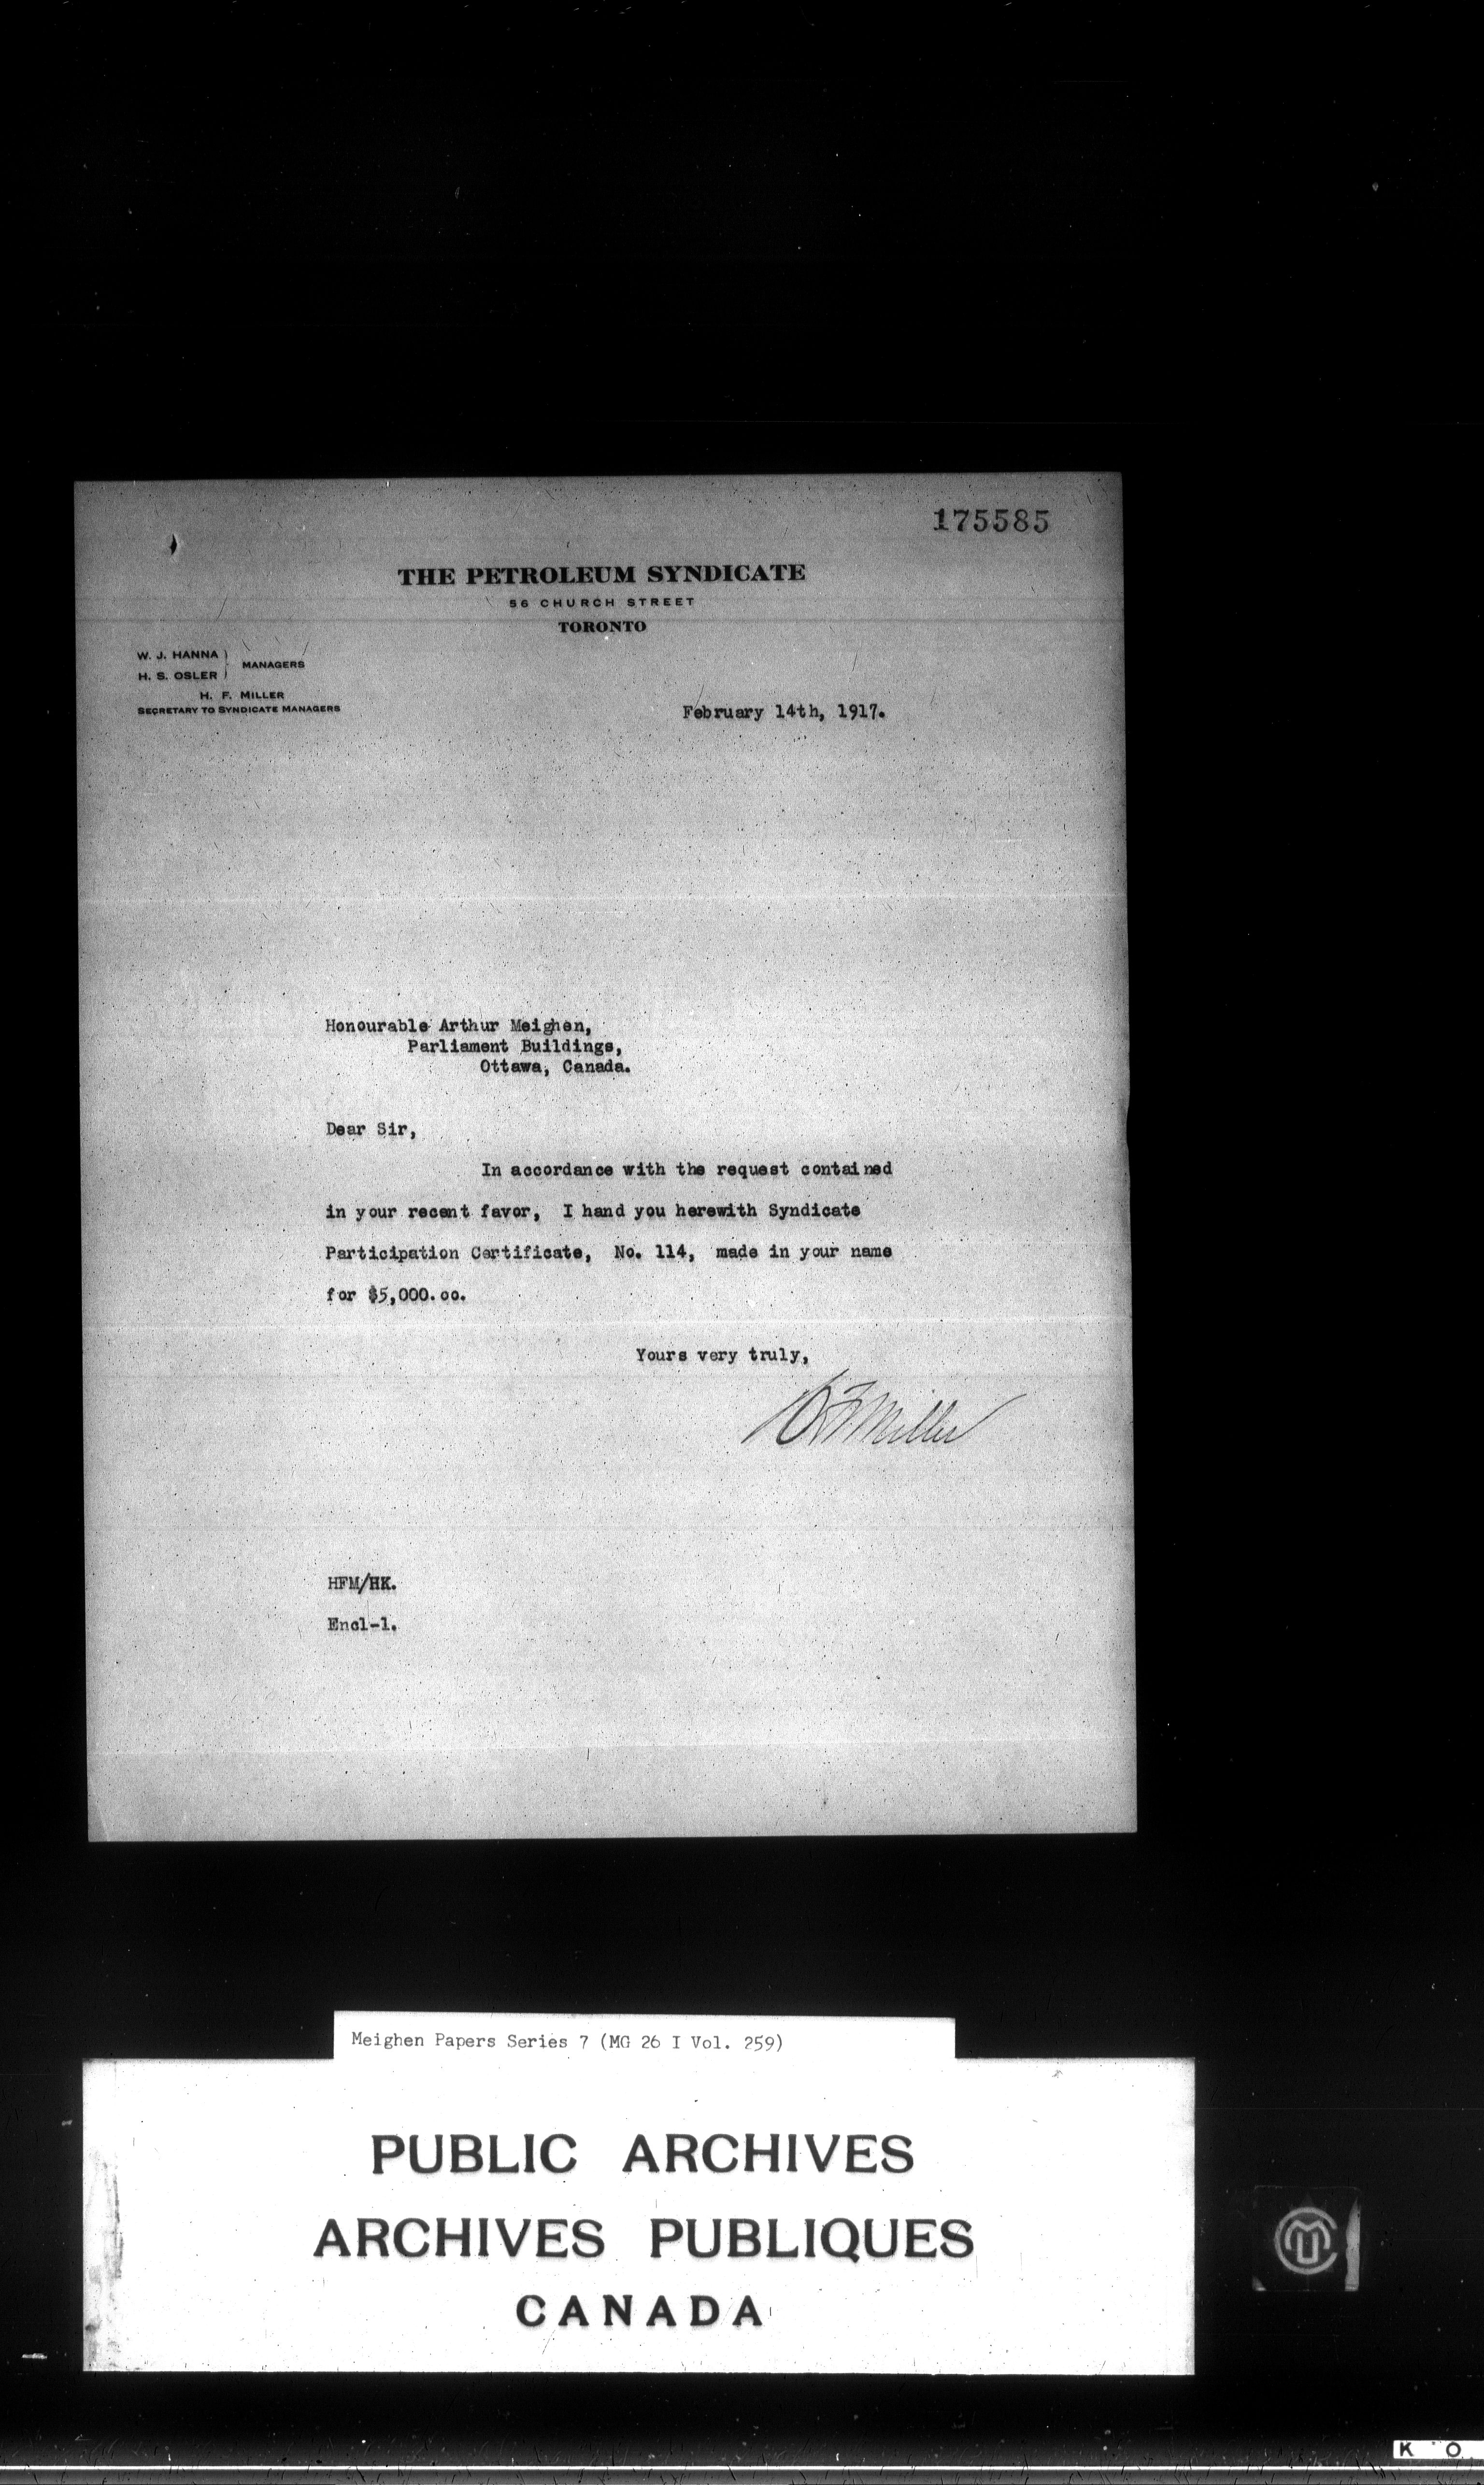 175585
THE PETROLEUM SYNDICATE
56 CHURCH STREET
TORONTO
W. J. HANNA
H. S. OSLER
MANAGERS
H. F. MILLER
SECRETARY TO SYNDICATE MANAGERS
February 14th, 1917.
Honourable Arthur Meighen,
Parliament Buildings,
Ottawa, Canada.
Dear Sir,
In accordance with the request contained
in your recent favor, I hand you herewith Syndicate
Participation Certificate, No. 114, made in your name
for $5,000.oo.
Yours very truly,
HFMiller
HFM/HK.
Encl-1.
Meighen Papers Series 7 (MG 26 I Vol. 259)
PUBLIC ARCHIVES
ARCHIVES PUBLIQUES
CANADA
K O